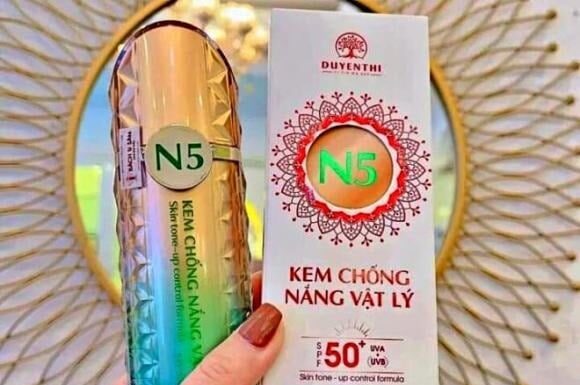 N5
KEM CHỐNG NẮNG V
Skin tone-up control formula
DUYENTHI
N5
KEM CHỐNG
NẮNG VẬT LÝ
SPF 50+ UVA
UVB
Skin tone - up control formula